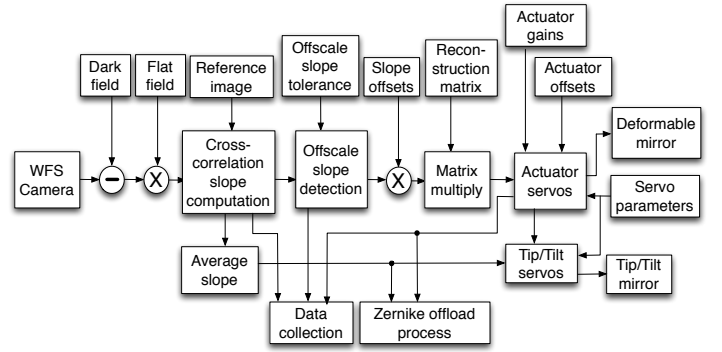 Actuator
gains
Offscale
slope
tolerance
Recon-
struction
matrix
Dark
field
Flat
field
Reference
image
Slope
offsets
Actuator
offsets
Deformable
mirror
WFS
Camera
−
X
Cross-
correlation
slope
computation
Offscale
slope
detection
X
Matrix
multiply
Actuator
servos
Servo
parameters
Average
slope
Tip/Tilt
servos
Tip/Tilt
mirror
Data
collection
Zernike offload
process